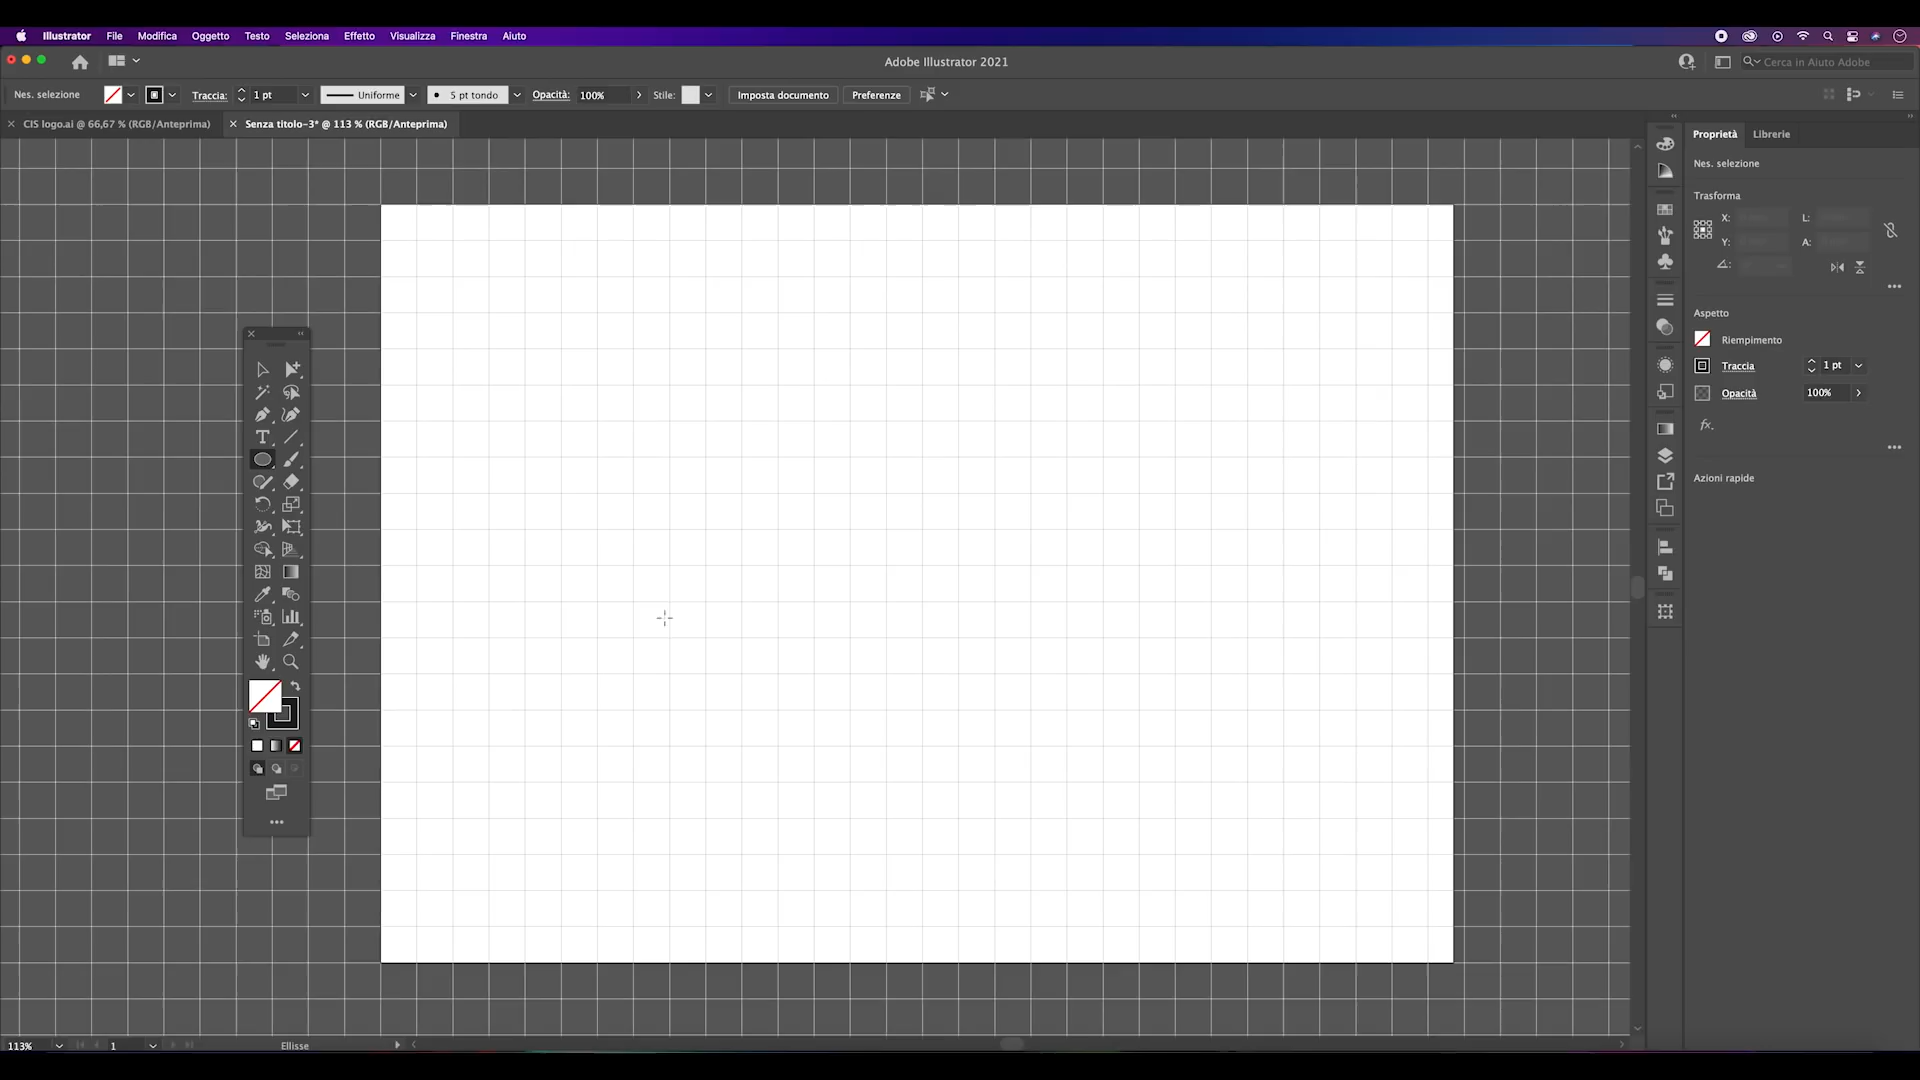 Illustrator File Modifica Oggetto Testo Seleziona Effetto Visualizza Finestra Aiuto
Adobe Illustrator 2021
Cerca in Aiuto Adobe
Nes. selezione Traccia: 1 pt Uniforme 5 pt tondo Opacità: 100% Stile: Imposta documento Preferenze
CIS logo.ai @ 66,67 % (RGB/Anteprima) Senza titolo-3* @ 113 % (RGB/Anteprima)
Proprietà Librerie
Nes. selezione
Trasforma
X: L:
Y: A:
Aspetto
Riempimento
Traccia 1 pt
Opacità 100%
fx.
Azioni rapide
113% 1 Ellisse